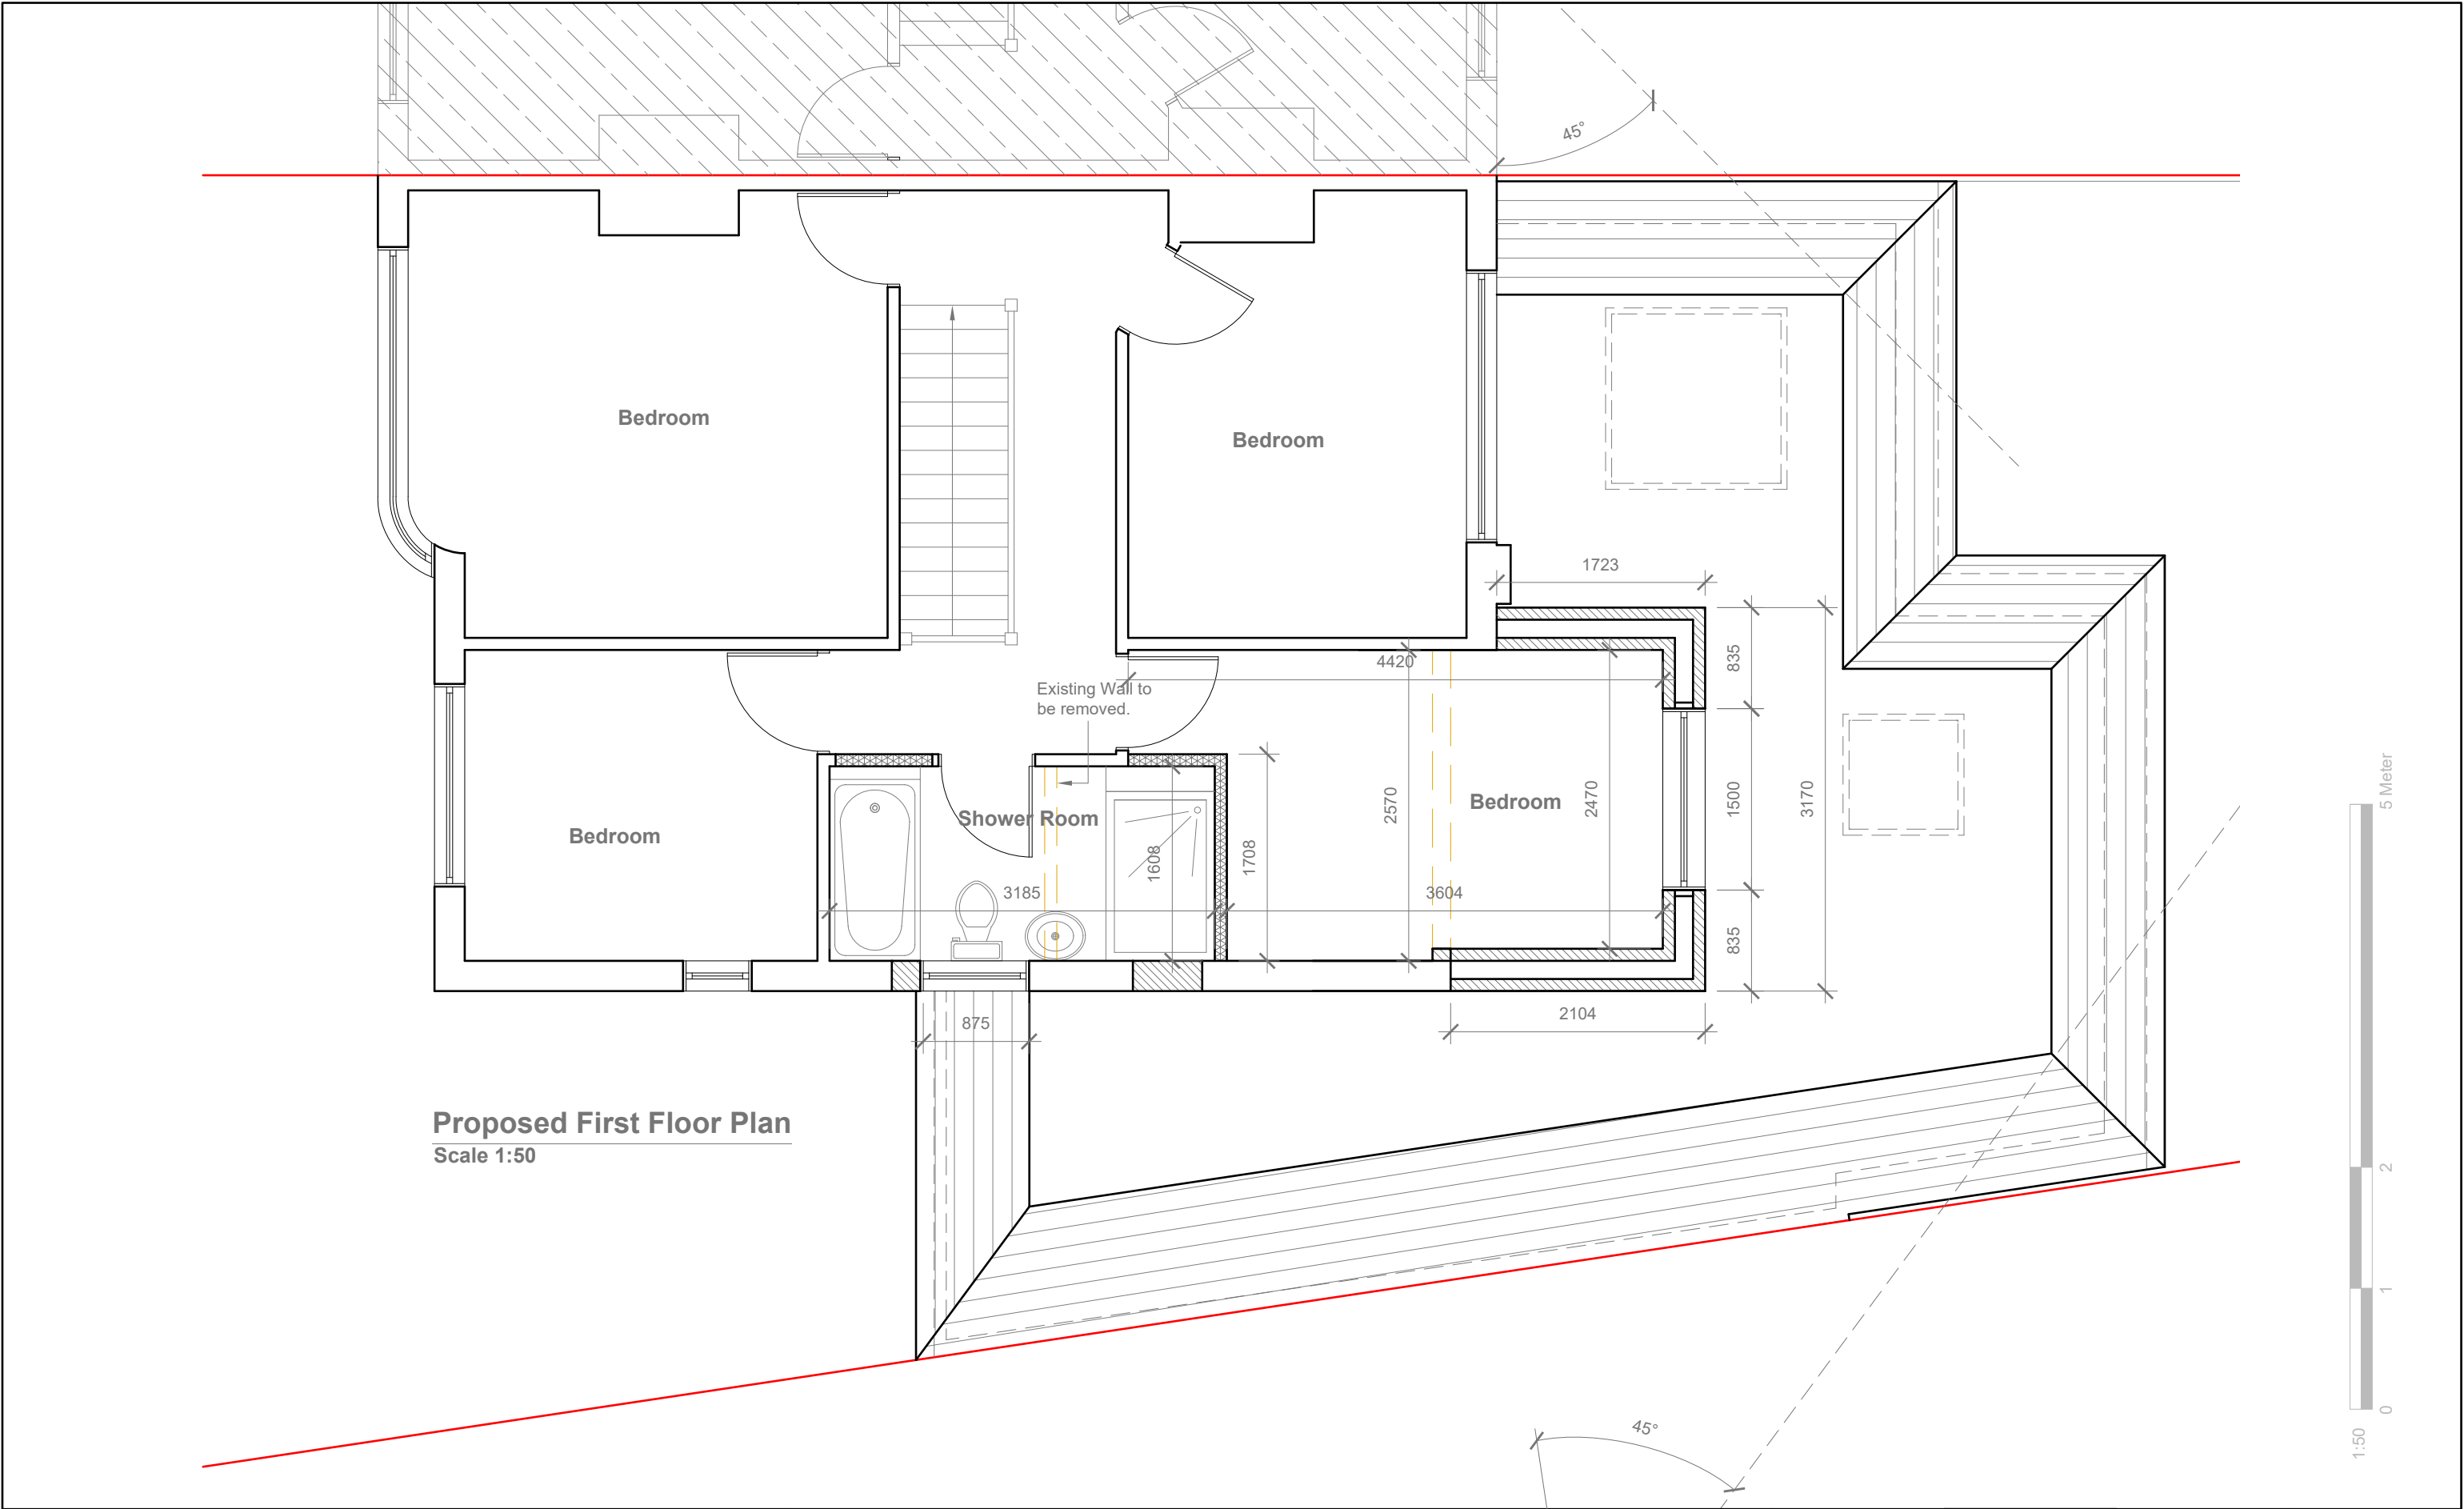 45°
Bedroom
Bedroom
1723
4420
835
Existing Wall to
be removed.
Bedroom
Shower Room
Bedroom
1608
1708
2570
2470
1500
3170
3185
3604
835
875
2104
Proposed First Floor Plan
Scale 1:50
45°
5 Meter
2
1
0
1:50